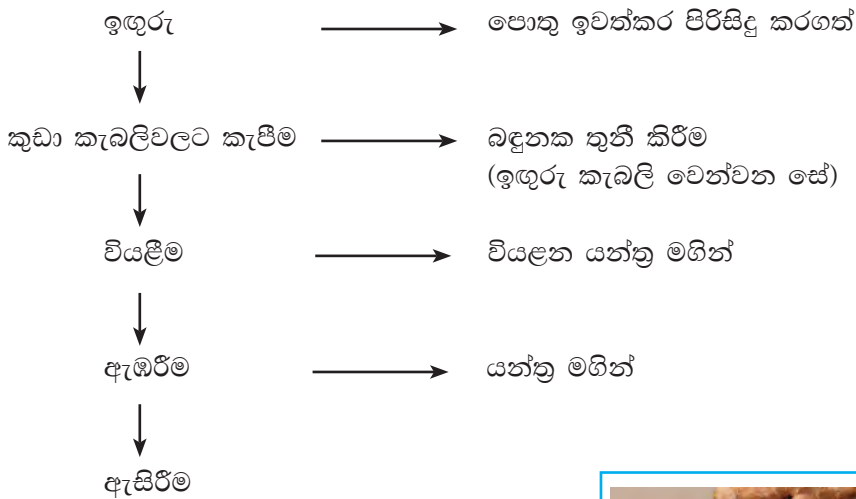 ඉඟුරු
පොතු ඉවත්කර පිරිසිදු කරගත්
කුඩා කැබලිවලට කැපීම
බඳුනක තුනී කිරීම
(ඉඟුරු කැබලි වෙන්වන සේ)
වියළීම
වියළන යන්ත්‍ර මගින්
ඇඹරීම
යන්ත්‍ර මගින්
ඇසිරීම